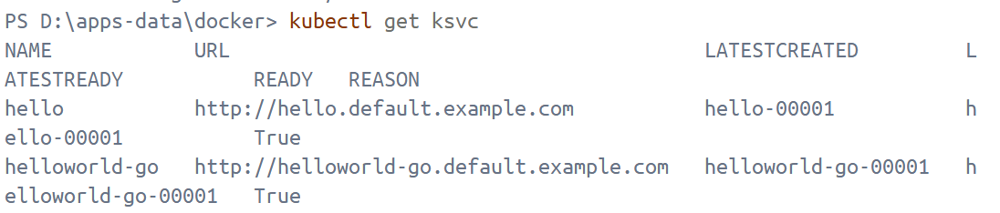 PS D:\apps-data\docker> kubectl get ksvc
NAME            URL                                        LATESTCREATED         L
ATESTREADY           READY   REASON
hello           http://hello.default.example.com           hello-00001           h
ello-00001           True
helloworld-go   http://helloworld-go.default.example.com   helloworld-go-00001   h
elloworld-go-00001   True